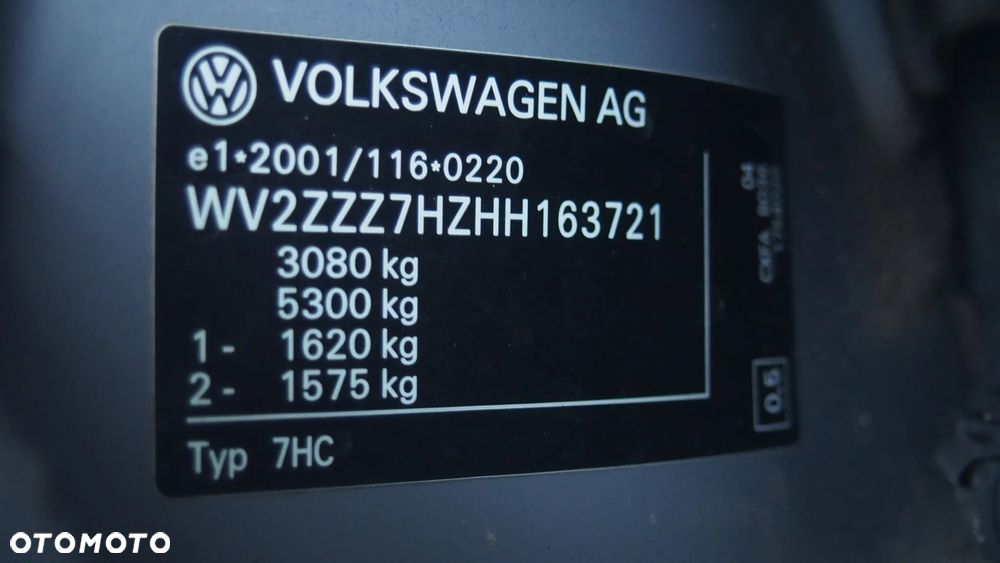 VOLKSWAGEN AG
e1*2001/116*0220
WV2ZZZ7HZHH163721
3080 kg
5300 kg
1- 1620 kg
2- 1575 kg
Typ 7HC
04
0.5
OTOMOTO